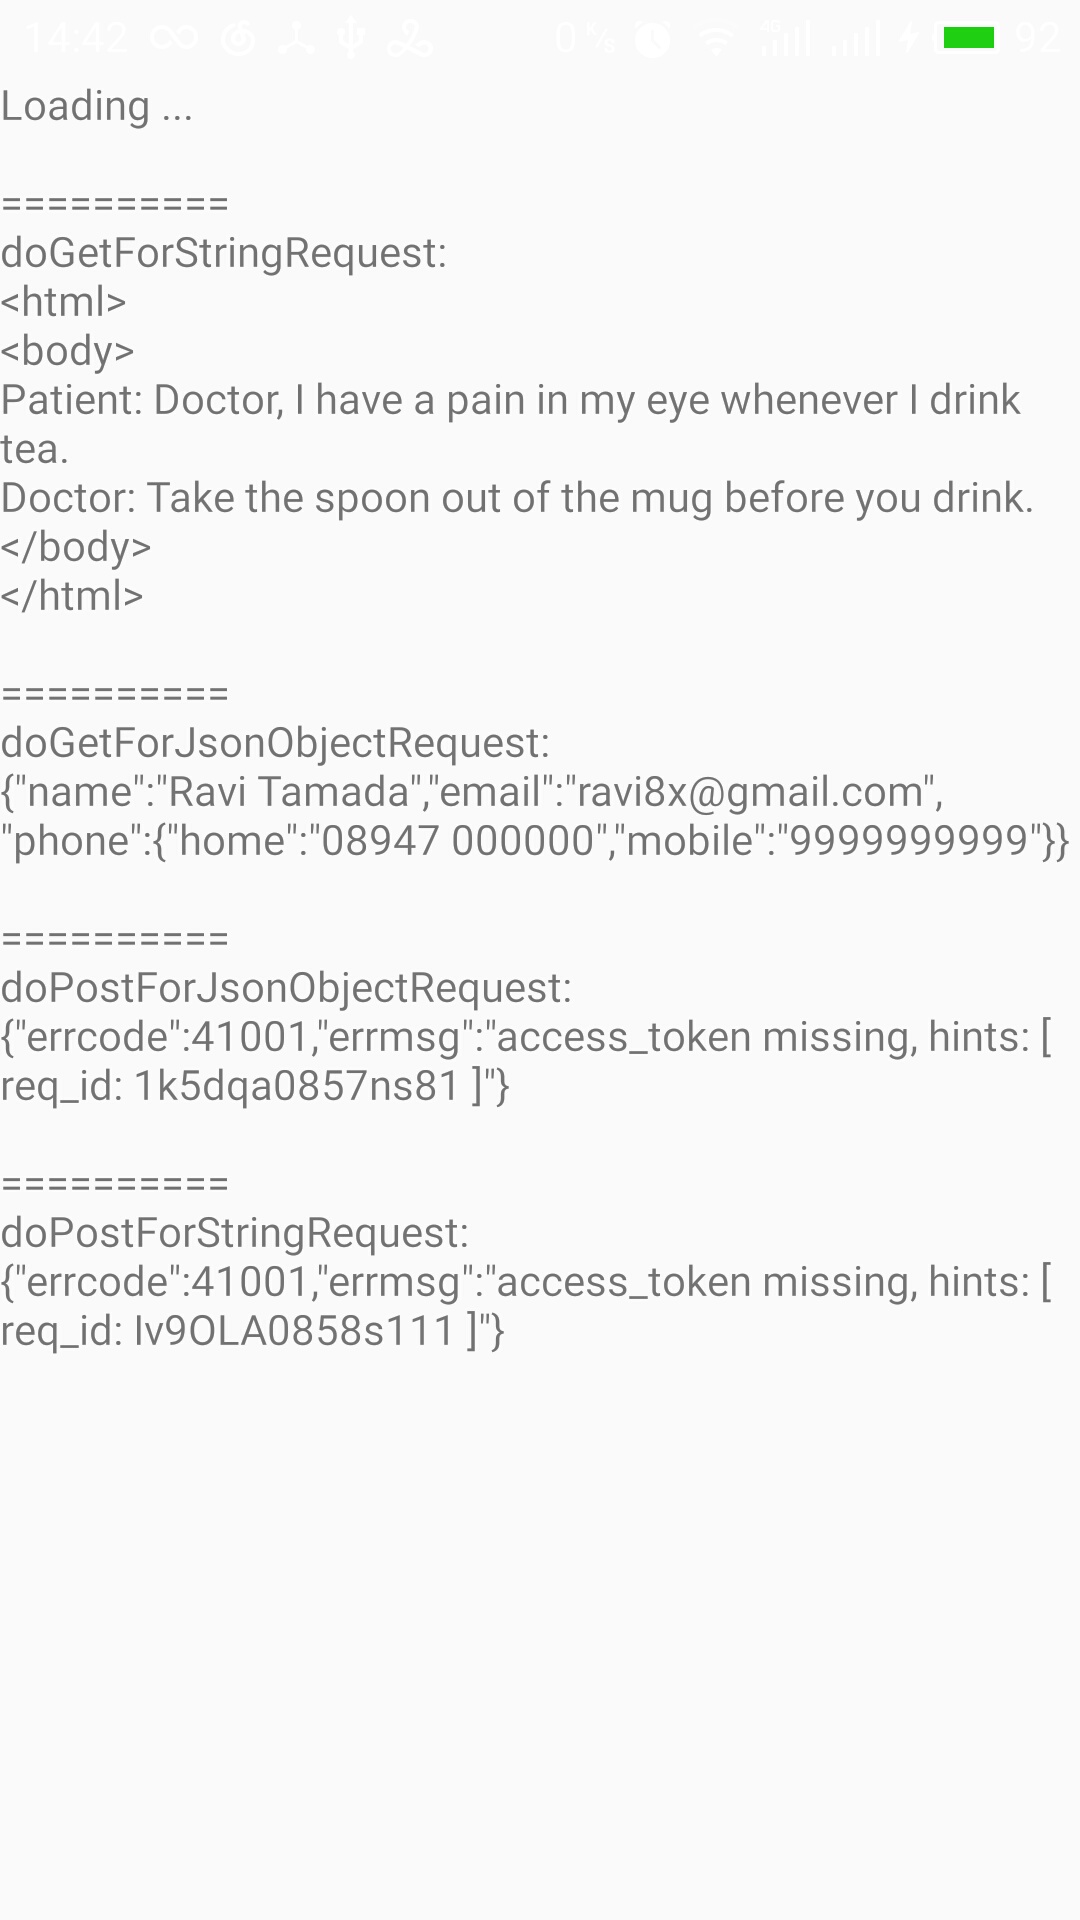 14:42 0 K/s 4G 92
Loading ...
==========
doGetForStringRequest:
<html>
<body>
Patient: Doctor, I have a pain in my eye whenever I drink
tea.
Doctor: Take the spoon out of the mug before you drink.
</body>
</html>
==========
doGetForJsonObjectRequest:
{"name":"Ravi Tamada","email":"ravi8x@gmail.com",
"phone":{"home":"08947 000000","mobile":"9999999999"}}
==========
doPostForJsonObjectRequest:
{"errcode":41001,"errmsg":"access_token missing, hints: [
req_id: 1k5dqa0857ns81 ]"}
==========
doPostForStringRequest:
{"errcode":41001,"errmsg":"access_token missing, hints: [
req_id: Iv9OLA0858s111 ]"}